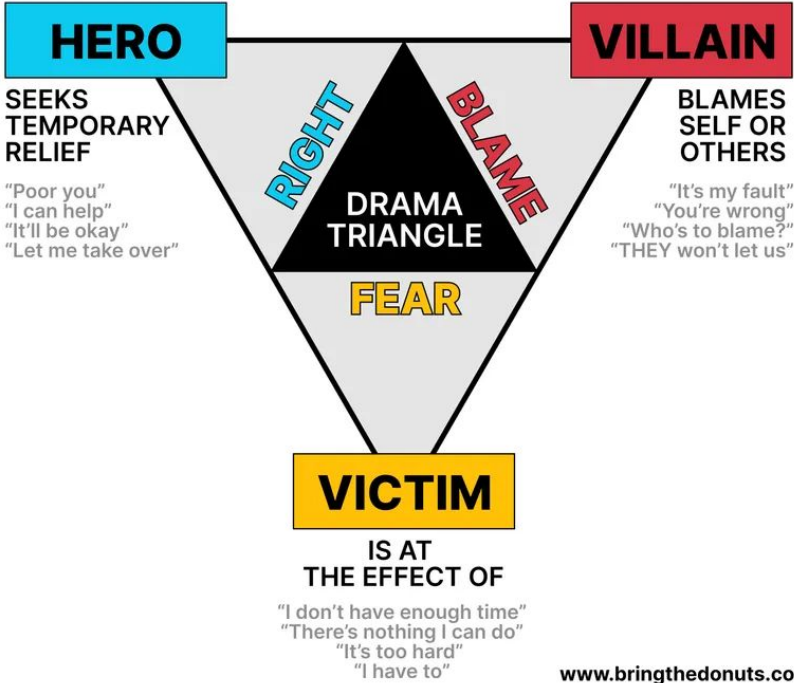 HERO
VILLAIN
SEEKS
TEMPORARY
RELIEF
“Poor you”
“I can help”
“It’ll be okay”
“Let me take over”
RIGHT
BLAME
DRAMA
TRIANGLE
FEAR
BLAMES
SELF OR
OTHERS
“It’s my fault”
“You’re wrong”
“Who’s to blame?”
“THEY won’t let us”
VICTIM
IS AT
THE EFFECT OF
“I don’t have enough time”
“There’s nothing I can do”
“It’s too hard”
“I have to”
www.bringthedonuts.co